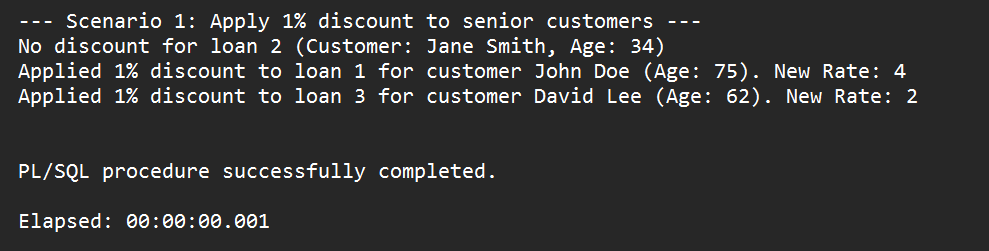 --- Scenario 1: Apply 1% discount to senior customers ---
No discount for loan 2 (Customer: Jane Smith, Age: 34)
Applied 1% discount to loan 1 for customer John Doe (Age: 75). New Rate: 4
Applied 1% discount to loan 3 for customer David Lee (Age: 62). New Rate: 2
PL/SQL procedure successfully completed.
Elapsed: 00:00:00.001